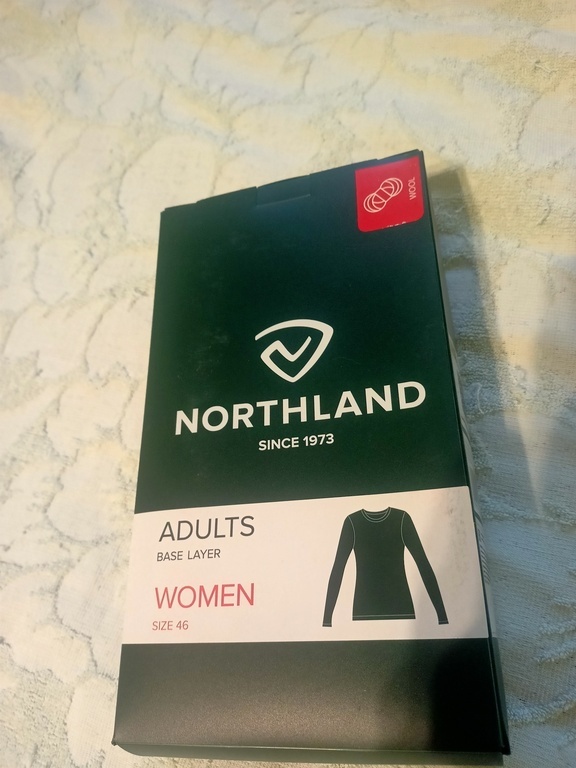 WOOL
NORTHLAND
SINCE 1973
ADULTS
BASE LAYER
WOMEN
SIZE 46